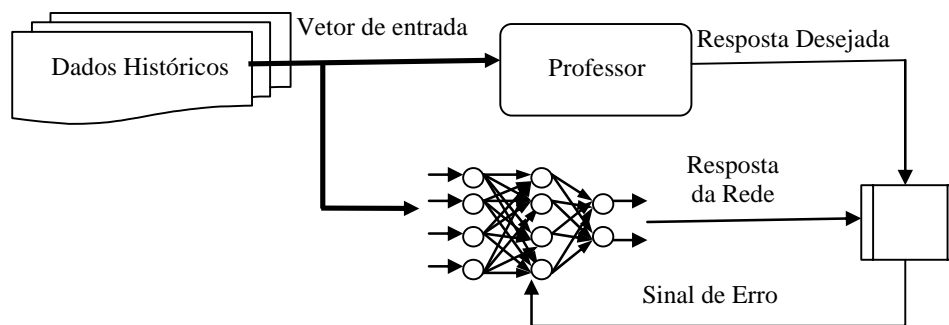 Vetor de entrada
Dados Históricos
Professor
Resposta Desejada
Resposta
da Rede
Sinal de Erro